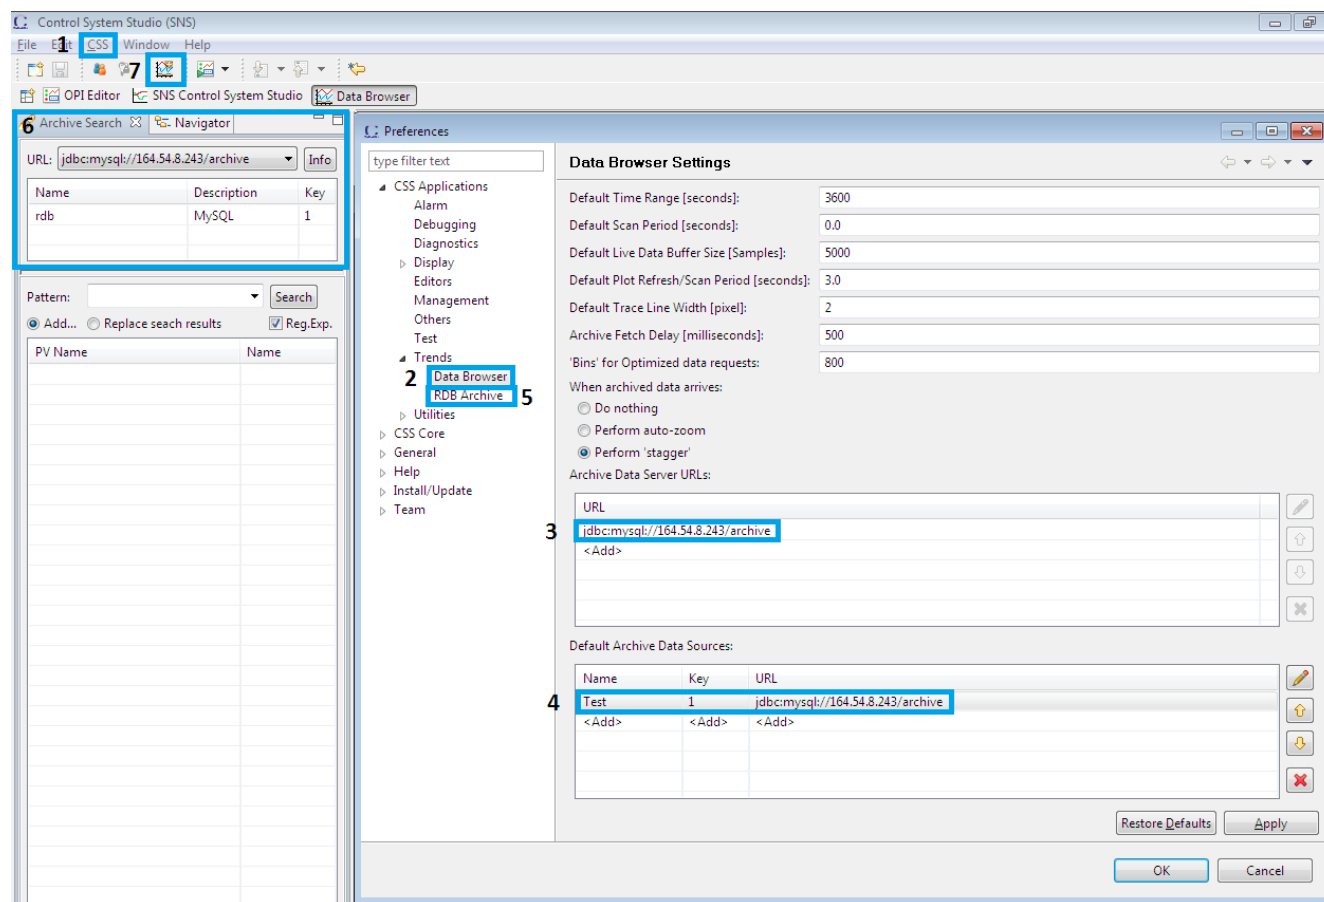 Control System Studio (SNS)
File Edit 1 CSS Window Help
7
OPI Editor SNS Control System Studio Data Browser
6 Archive Search Navigator
URL: jdbc:mysql://164.54.8.243/archive Info
Name Description Key
rdb MySQL 1
Pattern: Search
Add... Replace seach results Reg.Exp.
PV Name Name
Preferences
type filter text
CSS Applications
Alarm
Debugging
Diagnostics
Display
Editors
Management
Others
Test
Trends
2 Data Browser
RDB Archive 5
Utilities
CSS Core
General
Help
Install/Update
Team
Data Browser Settings
Default Time Range [seconds]: 3600
Default Scan Period [seconds]: 0.0
Default Live Data Buffer Size [Samples]: 5000
Default Plot Refresh/Scan Period [seconds]: 3.0
Default Trace Line Width [pixel]: 2
Archive Fetch Delay [milliseconds]: 500
'Bins' for Optimized data requests: 800
When archived data arrives:
Do nothing
Perform auto-zoom
Perform 'stagger'
Archive Data Server URLs:
URL
3 jdbc:mysql://164.54.8.243/archive
<Add>
Default Archive Data Sources:
Name Key URL
4 Test 1 jdbc:mysql://164.54.8.243/archive
<Add> <Add> <Add>
Restore Defaults Apply
OK Cancel